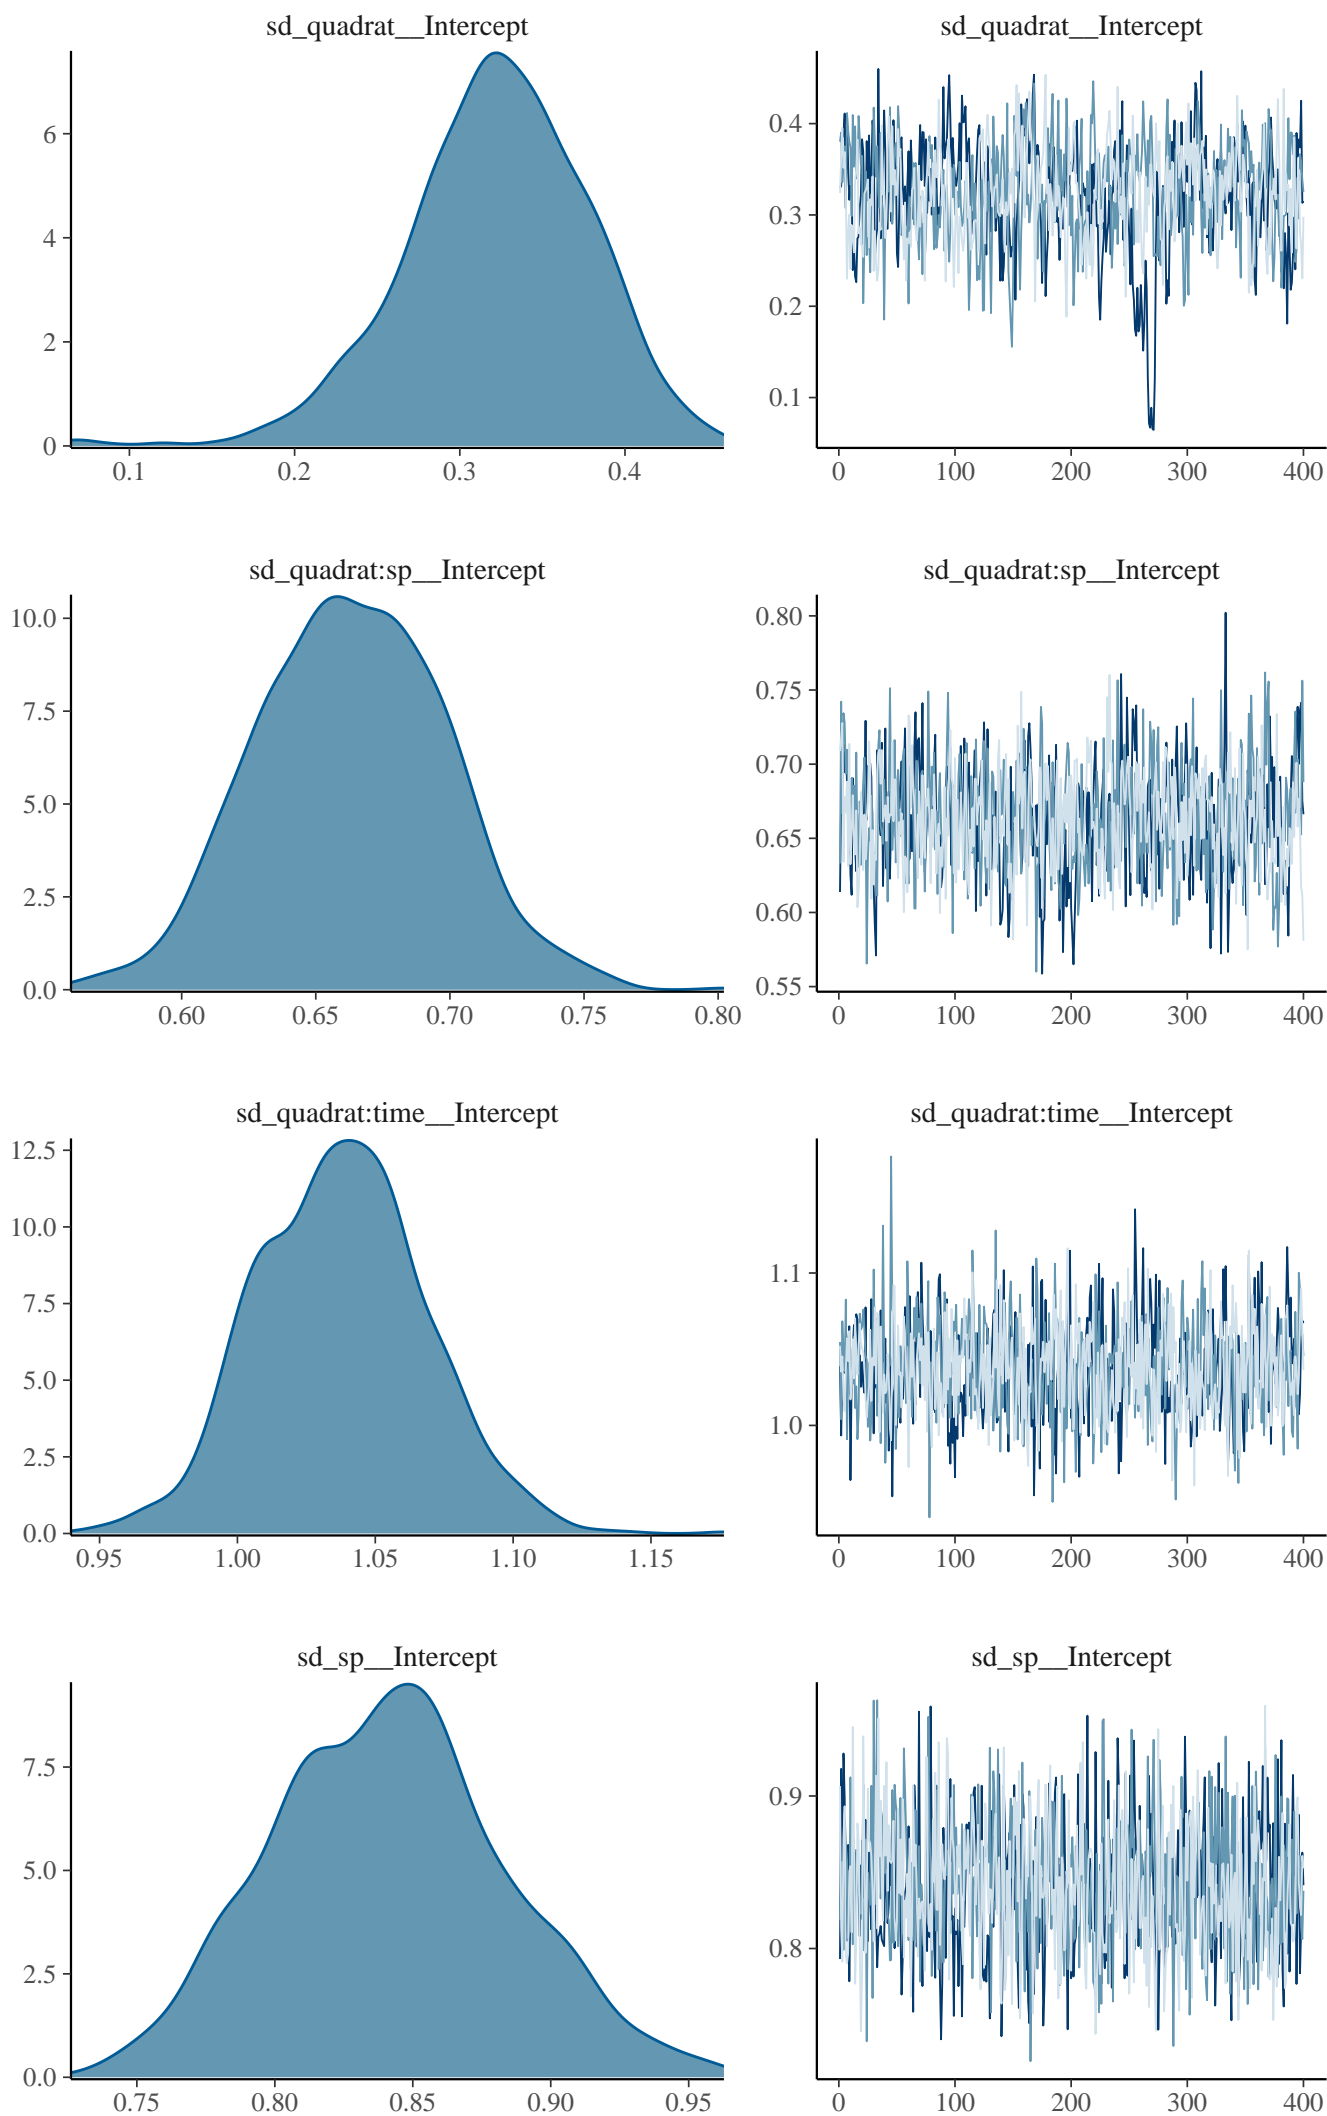 sd_quadrat__Intercept
6
4
2
0
0.1 0.2 0.3 0.4
sd_quadrat__Intercept
0.4
0.3
0.2
0.1
0 100 200 300 400
sd_quadrat:sp__Intercept
10.0
7.5
5.0
2.5
0.0
0.60 0.65 0.70 0.75 0.80
sd_quadrat:sp__Intercept
0.80
0.75
0.70
0.65
0.60
0.55
0 100 200 300 400
sd_quadrat:time__Intercept
12.5
10.0
7.5
5.0
2.5
0.0
0.95 1.00 1.05 1.10 1.15
sd_quadrat:time__Intercept
1.1
1.0
0 100 200 300 400
sd_sp__Intercept
7.5
5.0
2.5
0.0
0.75 0.80 0.85 0.90 0.95
sd_sp__Intercept
0.9
0.8
0 100 200 300 400